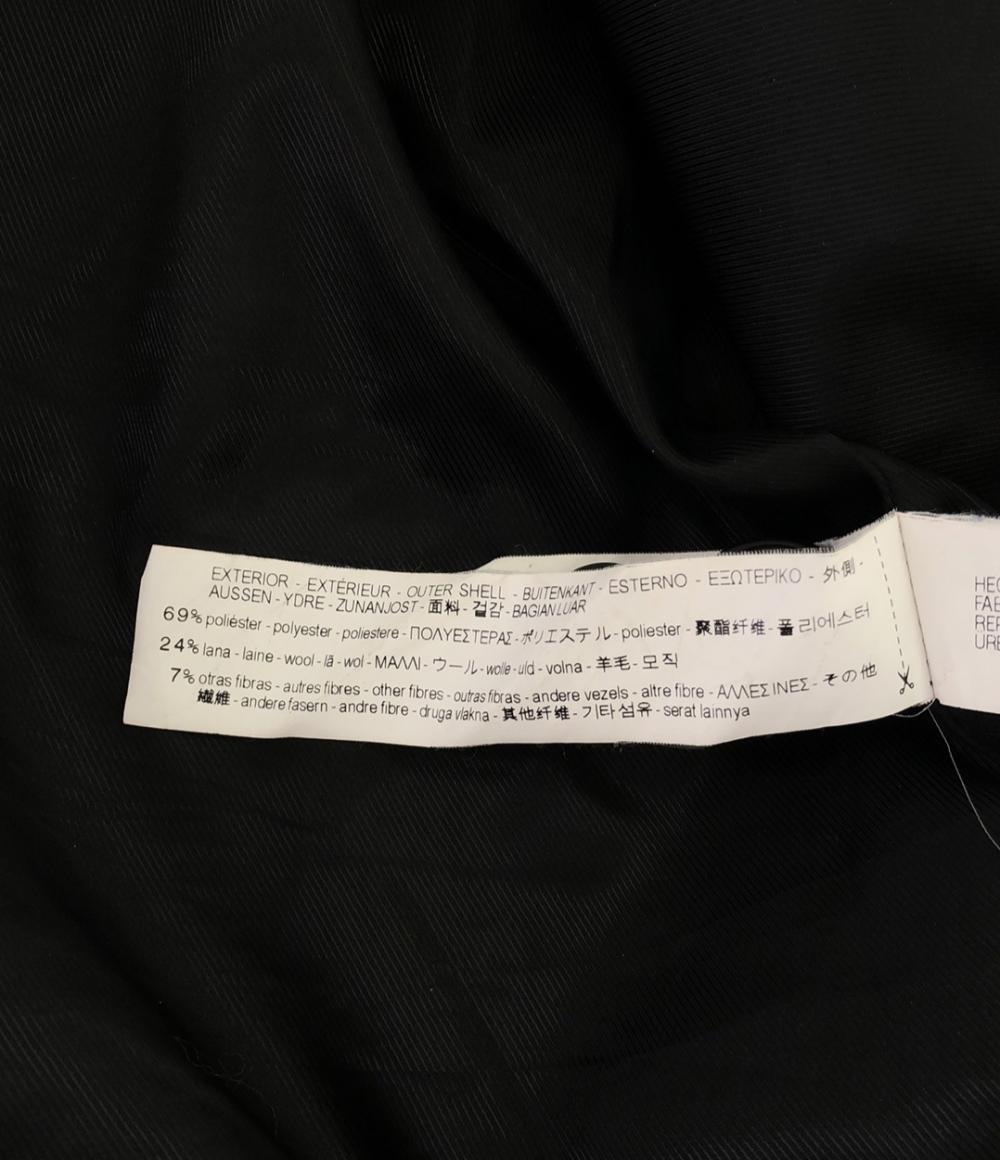 EXTERIOR - EXTÉRIEUR - OUTER SHELL - BUITENKANT - ESTERNO - ΕΞΩΤΕΡΙΚΟ - 外側 -
AUSSEN - YDRE - ZUNANJOST - 面料 - 겉감 - BAGIAN LUAR
69% poliéster - polyester - poliestere - ΠΟΛΥΕΣΤΕΡΑΣ - ポリエステル - poliester - 聚酯纤维 - 폴리에스터
24% lana - laine - wool - lã - wol - ΜΑΛΛΙ - ウール - wolle - uld - volna - 羊毛 - 모직
7% otras fibras - autres fibres - other fibres - outras fibras - andere vezels - altre fibre - ΑΛΛΕΣ ΙΝΕΣ - その他
繊維 - andere fasern - andre fibre - druga vlakna - 其他纤维 - 기타 섬유 - serat lainnya
HEC
FAB
REP
URE